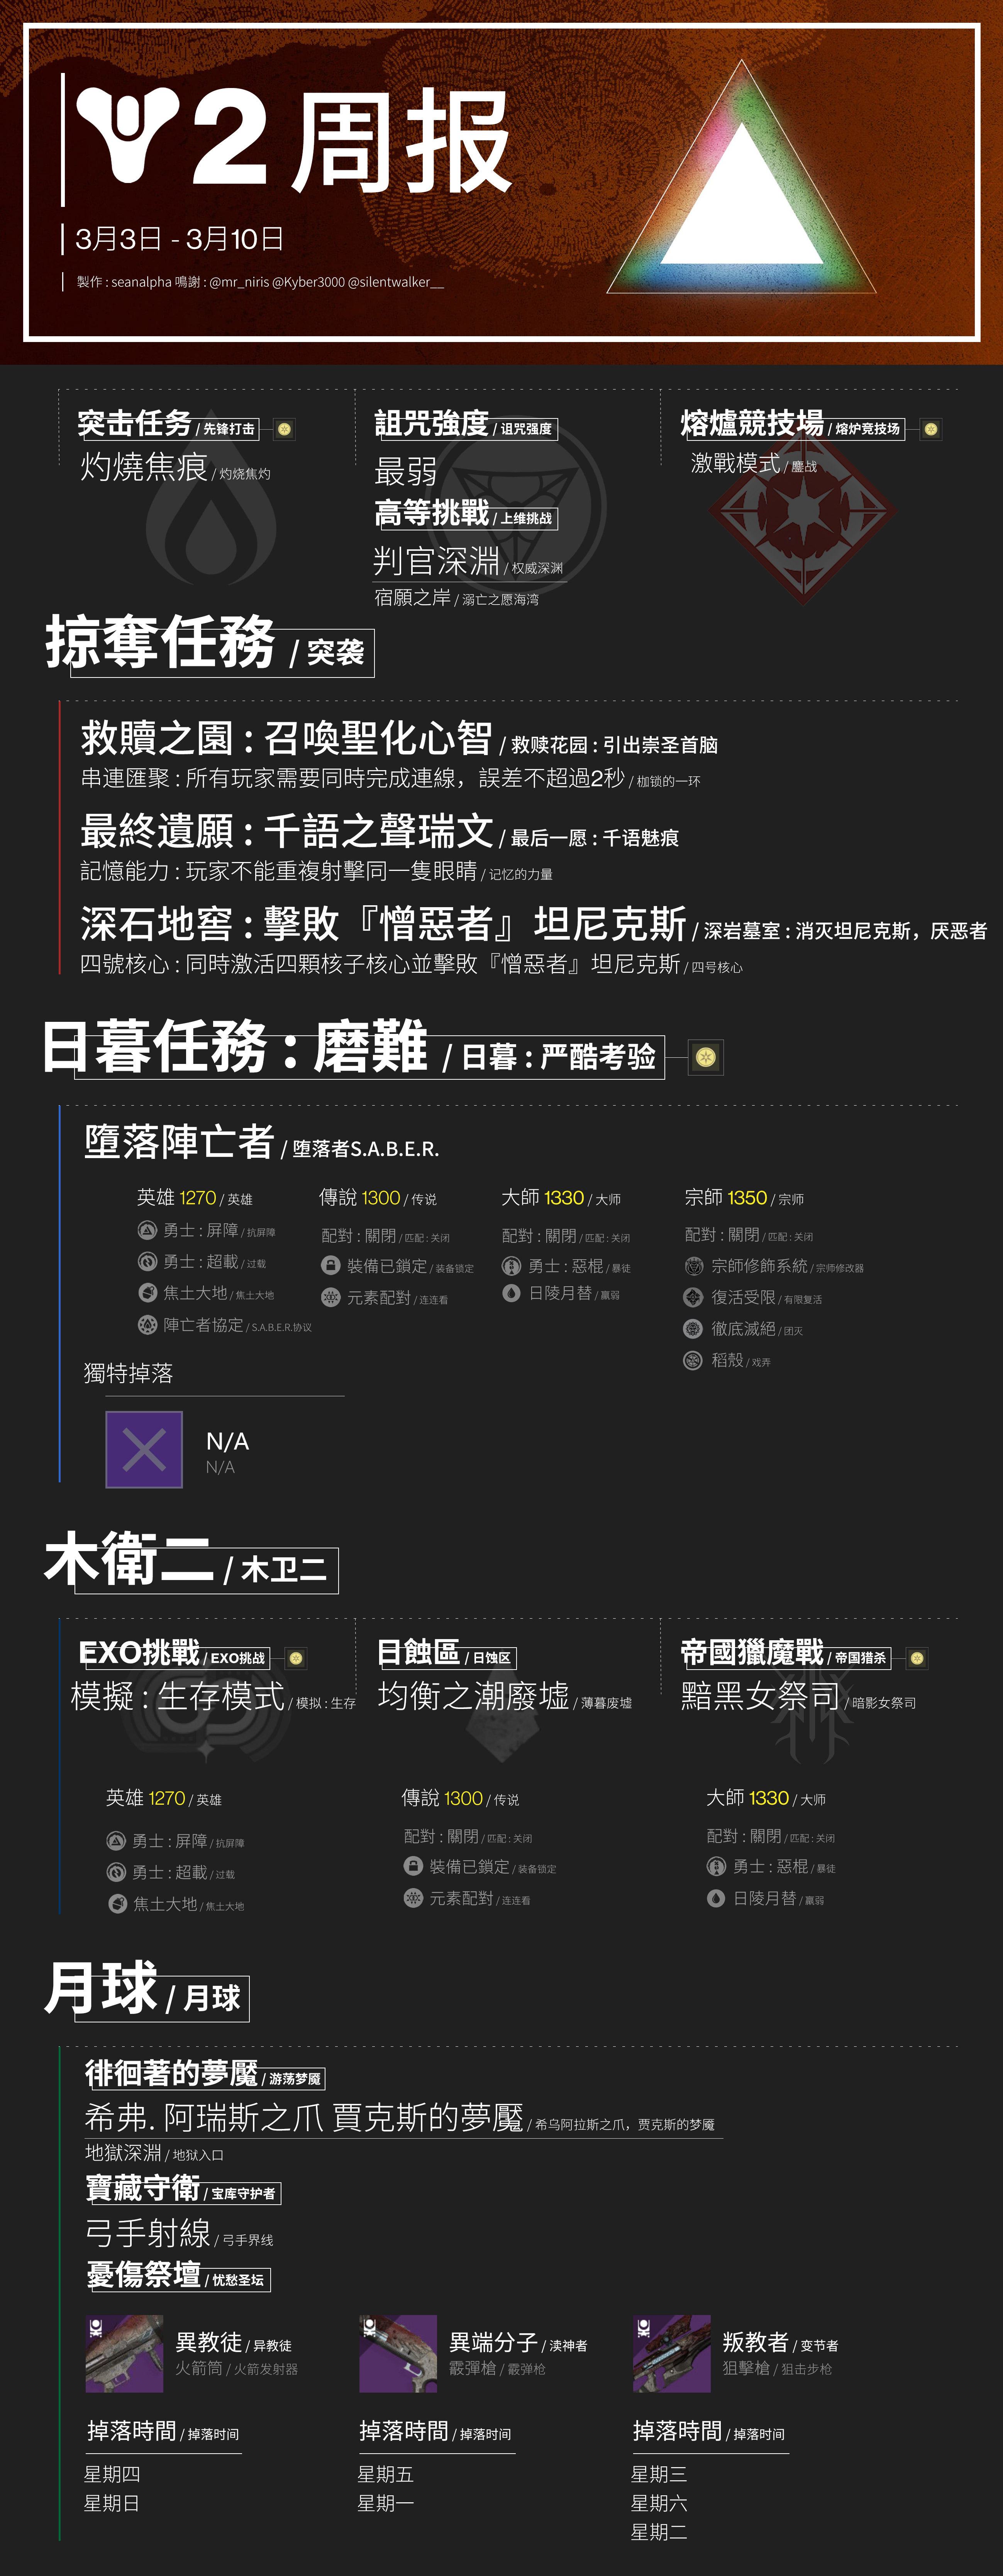 2 周报
3月3日 - 3月10日
製作 : seanalpha 鳴謝 : @mr_niris @Kyber3000 @silentwalker__
突击任务 / 先锋打击
灼燒焦痕 / 灼烧焦灼
詛咒強度 / 诅咒强度
最弱
高等挑戰 / 上维挑战
判官深淵 / 权威深渊
宿願之岸 / 溺亡之愿海湾
熔爐競技場 / 熔炉竞技场
激戰模式 / 鏖战
掠奪任務 / 突袭
救贖之園 : 召喚聖化心智 / 救赎花园 : 引出崇圣首脑
串連匯聚 : 所有玩家需要同時完成連線，誤差不超過2秒 / 枷锁的一环
最終遺願 : 千語之聲瑞文 / 最后一愿 : 千语魅痕
記憶能力 : 玩家不能重複射擊同一隻眼睛 / 记忆的力量
深石地窖 : 擊敗『憎惡者』坦尼克斯 / 深岩墓室 : 消灭坦尼克斯，厌恶者
四號核心 : 同時激活四顆核子核心並擊敗『憎惡者』坦尼克斯 / 四号核心
日暮任務 : 磨難 / 日暮 : 严酷考验
墮落陣亡者 / 堕落者S.A.B.E.R.
英雄 1270 / 英雄
勇士 : 屏障 / 抗屏障
勇士 : 超載 / 过载
焦土大地 / 焦土大地
陣亡者協定 / S.A.B.E.R.协议
傳說 1300 / 传说
配對 : 關閉 / 匹配 : 关闭
裝備已鎖定 / 装备锁定
元素配對 / 连连看
大師 1330 / 大师
配對 : 關閉 / 匹配 : 关闭
勇士 : 惡棍 / 暴徒
日陵月替 / 羸弱
宗師 1350 / 宗师
配對 : 關閉 / 匹配 : 关闭
宗師修飾系統 / 宗师修改器
復活受限 / 有限复活
徹底滅絕 / 团灭
稻殼 / 戏弄
獨特掉落
N/A
N/A
木衛二 / 木卫二
EXO挑戰 / EXO挑战
模擬 : 生存模式 / 模拟 : 生存
日蝕區 / 日蚀区
均衡之潮廢墟 / 薄暮废墟
帝國獵魔戰 / 帝国猎杀
黯黑女祭司 / 暗影女祭司
英雄 1270 / 英雄
勇士 : 屏障 / 抗屏障
勇士 : 超載 / 过载
焦土大地 / 焦土大地
傳說 1300 / 传说
配對 : 關閉 / 匹配 : 关闭
裝備已鎖定 / 装备锁定
元素配對 / 连连看
大師 1330 / 大师
配對 : 關閉 / 匹配 : 关闭
勇士 : 惡棍 / 暴徒
日陵月替 / 羸弱
月球 / 月球
徘徊著的夢魘 / 游荡梦魇
希弗. 阿瑞斯之爪 賈克斯的夢魘 / 希乌阿拉斯之爪，贾克斯的梦魇
地獄深淵 / 地狱入口
寶藏守衛 / 宝库守护者
弓手射線 / 弓手界线
憂傷祭壇 / 忧愁圣坛
異教徒 / 异教徒
火箭筒 / 火箭发射器
掉落時間 / 掉落时间
星期四
星期日
異端分子 / 渎神者
霰彈槍 / 霰弹枪
掉落時間 / 掉落时间
星期五
星期一
叛教者 / 变节者
狙擊槍 / 狙击步枪
掉落時間 / 掉落时间
星期三
星期六
星期二